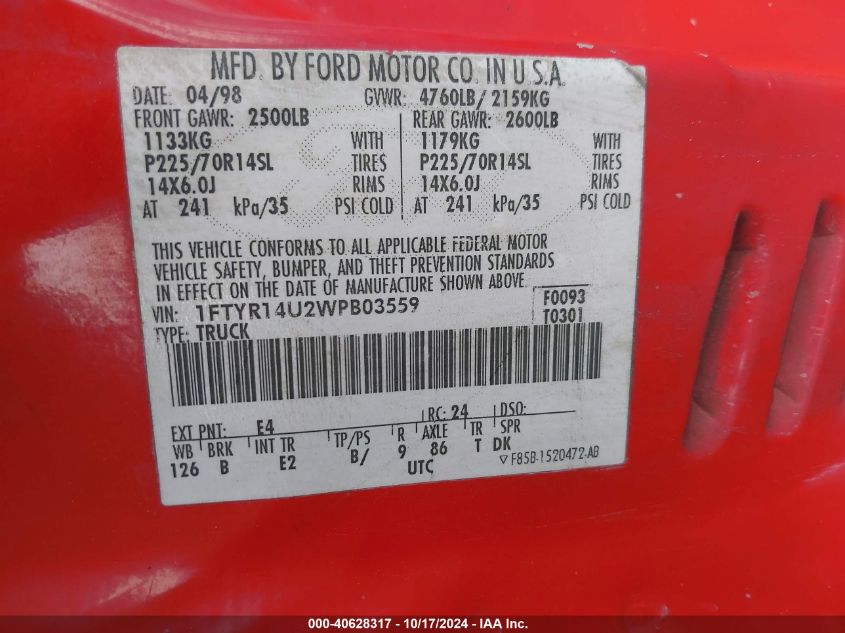 MFD. BY FORD MOTOR CO. IN U.S.A.
DATE: 04/98 GVWR: 4760LB/ 2159KG
FRONT GAWR: 2500LB REAR GAWR: 2600LB
1133KG WITH 1179KG WITH
P225/70R14SL TIRES P225/70R14SL TIRES
14X6.0J RIMS 14X6.0J RIMS
AT 241 kPa/35 PSI COLD AT 241 kPa/35 PSI COLD
THIS VEHICLE CONFORMS TO ALL APPLICABLE FEDERAL MOTOR
VEHICLE SAFETY, BUMPER, AND THEFT PREVENTION STANDARDS
IN EFFECT ON THE DATE OF MANUFACTURE SHOWN ABOVE.
VIN: 1FTYR14U2WPB03559 F0093
TYPE: TRUCK T0301
EXT PNT: E4 RC: 24 DSO:
WB BRK INT TR TP/PS R AXLE TR SPR
126 B E2 B/ 9 86 T DK
UTC F85B-1520472-AB
000-40628317 - 10/17/2024 - IAA Inc.